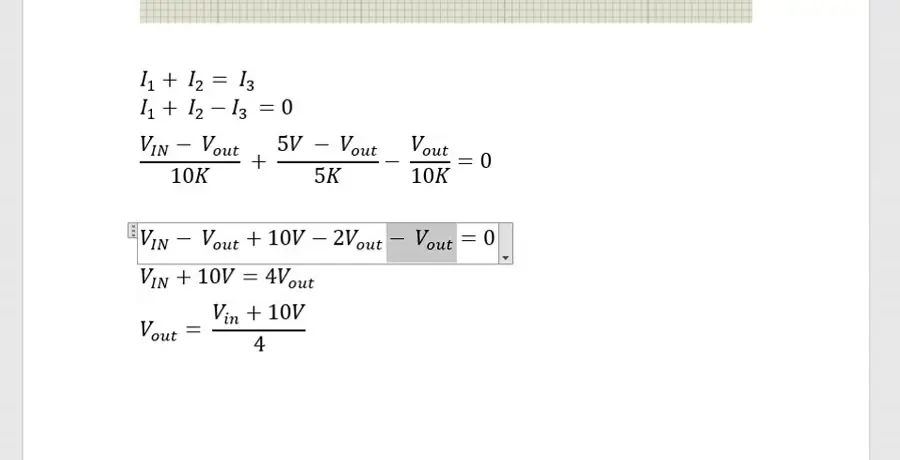 I₁ + I₂ = I₃
I₁ + I₂ − I₃ = 0
(V_IN − V_out)/10K + (5V − V_out)/5K − V_out/10K = 0
V_IN − V_out + 10V − 2V_out − V_out = 0
V_IN + 10V = 4V_out
V_out = (V_in + 10V)/4